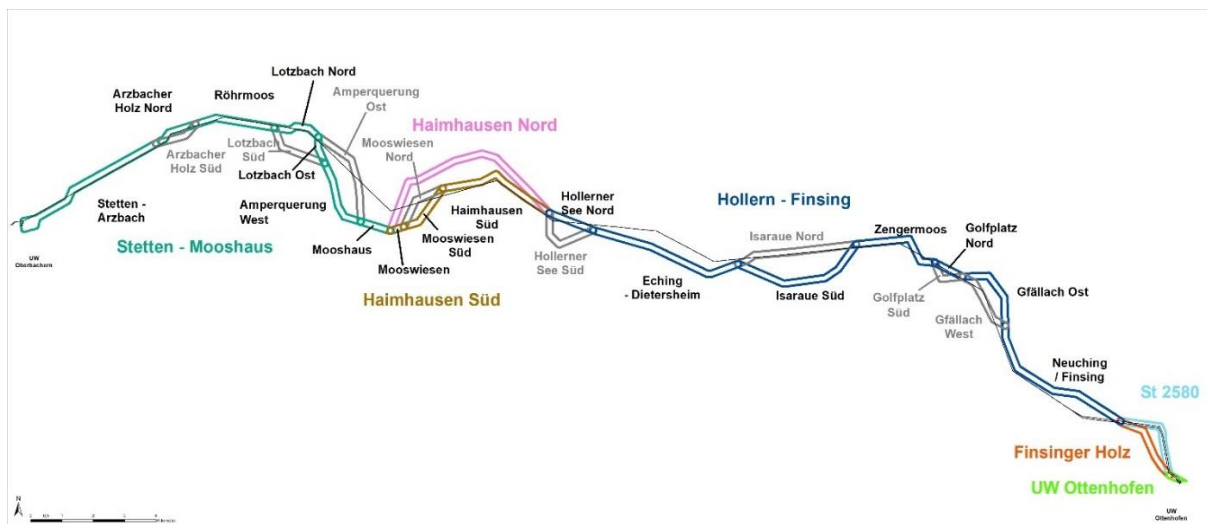 Lotzbach Nord
Arzbacher
Holz Nord
Röhrmoos
Amperquerung
Ost
Haimhausen Nord
Mooswiesen
Nord
Lotzbach
Süd
Arzbacher
Holz Süd
Lotzbach Ost
Stetten -
Arzbach
Amperquerung
West
Stetten - Mooshaus
Mooshaus
Haimhausen
Süd
Mooswiesen
Süd
Mooswiesen
Haimhausen Süd
Hollerner
See Nord
Hollerner
See Süd
Hollern - Finsing
Isaraue Nord
Zengermoos
Golfplatz
Nord
Eching
- Dietersheim
Isaraue Süd
Golfplatz
Süd
Gfällach
West
Gfällach Ost
Neuching
/ Finsing
St 2580
Finsinger Holz
UW Ottenhofen
UW
UW
Ottenhofen
N